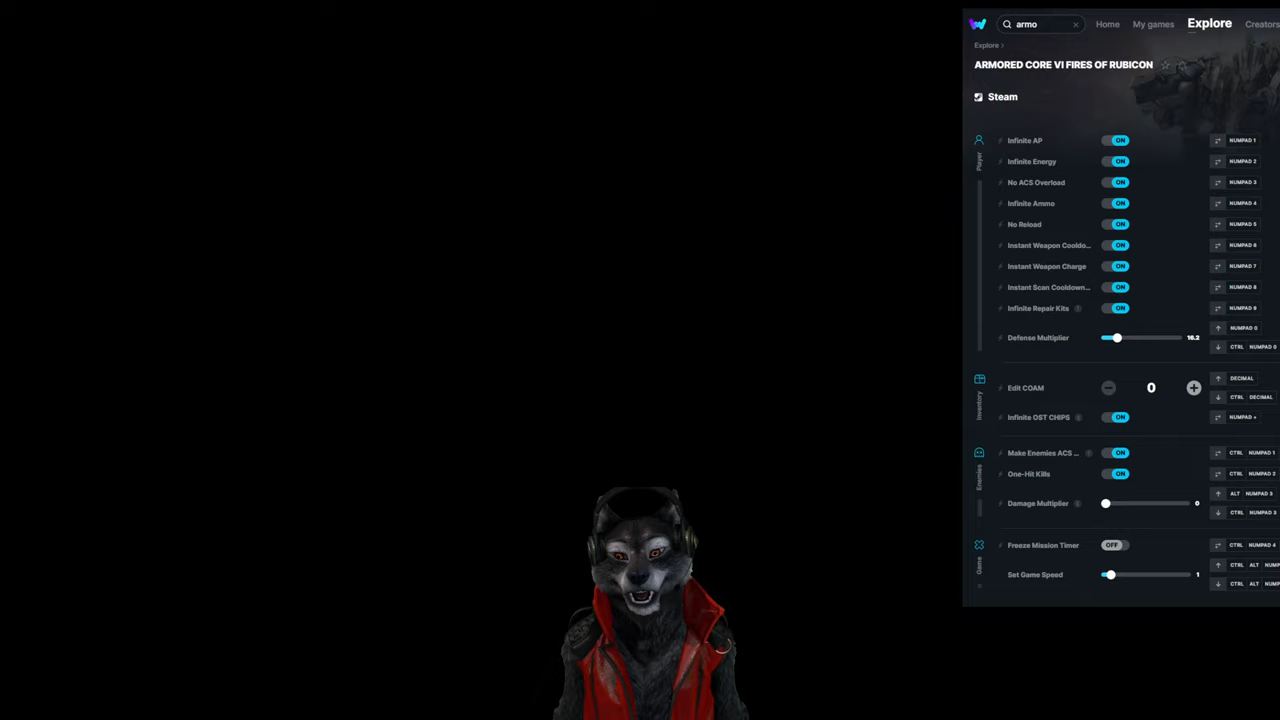 armo
Home
My games
Explore
Creators
Explore
ARMORED CORE VI FIRES OF RUBICON
Steam
Player
Infinite AP ON NUMPAD 1
Infinite Energy ON NUMPAD 2
No ACS Overload ON NUMPAD 3
Infinite Ammo ON NUMPAD 4
No Reload ON NUMPAD 5
Instant Weapon Cooldo... ON NUMPAD 6
Instant Weapon Charge ON NUMPAD 7
Instant Scan Cooldown... ON NUMPAD 8
Infinite Repair Kits ON NUMPAD 9
NUMPAD 0
Defense Multiplier 16.2
CTRL NUMPAD 0
Inventory
DECIMAL
Edit COAM 0
CTRL DECIMAL
Infinite OST CHIPS ON NUMPAD +
Enemies
Make Enemies ACS ... ON CTRL NUMPAD 1
One-Hit Kills ON CTRL NUMPAD 2
ALT NUMPAD 3
Damage Multiplier 0
CTRL NUMPAD 3
Game
Freeze Mission Timer OFF CTRL NUMPAD 4
CTRL ALT NUMP
Set Game Speed 1
CTRL ALT NUMP